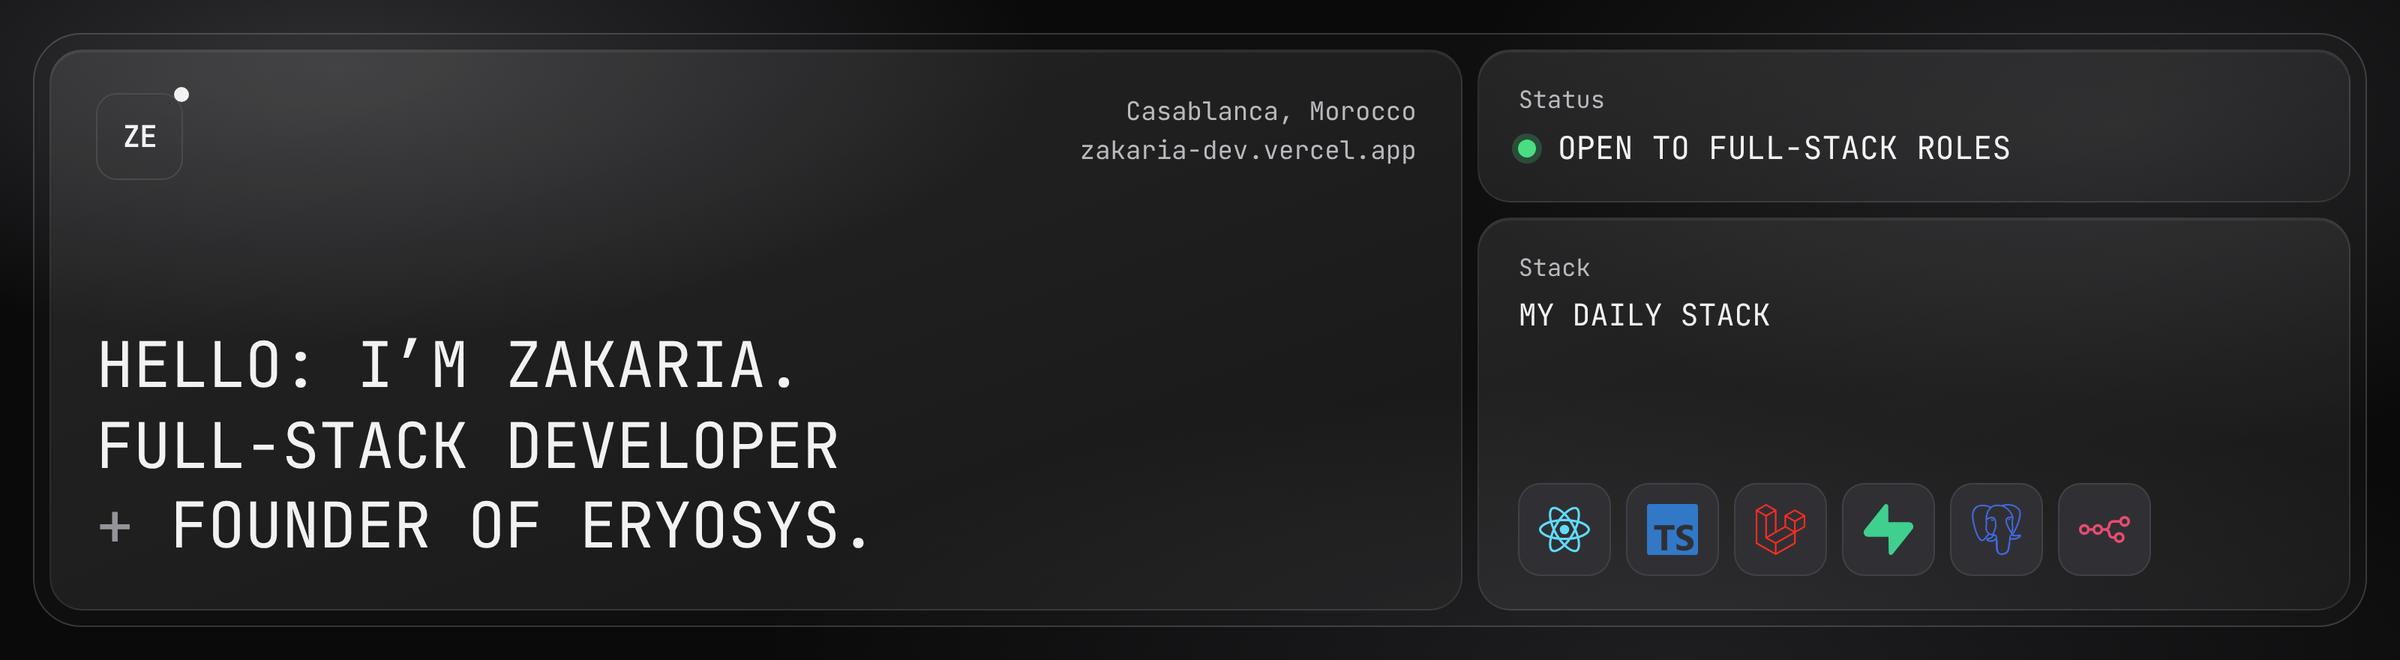 ZE
Casablanca, Morocco
zakaria-dev.vercel.app
HELLO: I’M ZAKARIA.
FULL-STACK DEVELOPER
+ FOUNDER OF ERYOSYS.
Status
OPEN TO FULL-STACK ROLES
Stack
MY DAILY STACK
TS